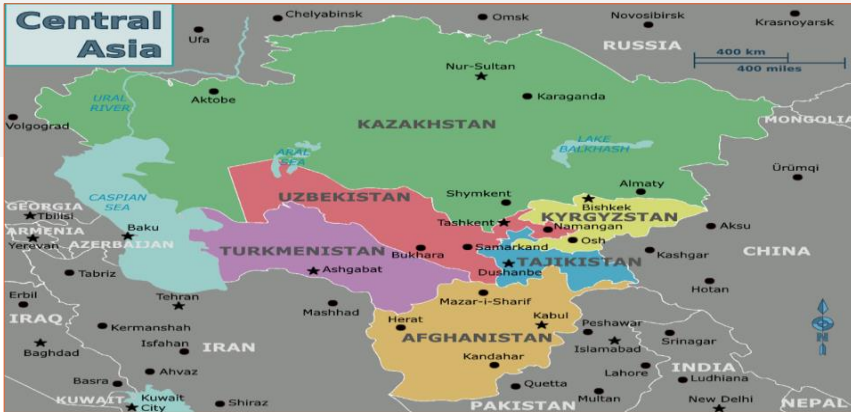 Central
Asia
Chelyabinsk
Omsk
Novosibirsk
Krasnoyarsk
Ufa
RUSSIA
400 km
400 miles
Nur-Sultan
Karaganda
Aktobe
URAL
RIVER
Volgograd
KAZAKHSTAN
MONGOLIA
ARAL
SEA
LAKE
BALKHASH
Ürümqi
CASPIAN
SEA
UZBEKISTAN
Shymkent
Almaty
Bishkek
GEORGIA
Tbilisi
Baku
ARMENIA
Yerevan
AZERBAIJAN
Tashkent
KYRGYZSTAN
Namangan
Osh
Aksu
TURKMENISTAN
Bukhara
Samarkand
TAJIKISTAN
Dushanbe
Kashgar
CHINA
Tabriz
Ashgabat
Hotan
Erbil
Tehran
Mashhad
Mazar-i-Sharif
IRAQ
Kermanshah
Herat
Kabul
AFGHANISTAN
Peshawar
Islamabad
Srinagar
N
Baghdad
Isfahan
IRAN
Kandahar
Lahore
INDIA
Ahvaz
Basra
Quetta
Multan
Ludhiana
KUWAIT
Kuwait
City
Shiraz
PAKISTAN
New Delhi
NEPAL